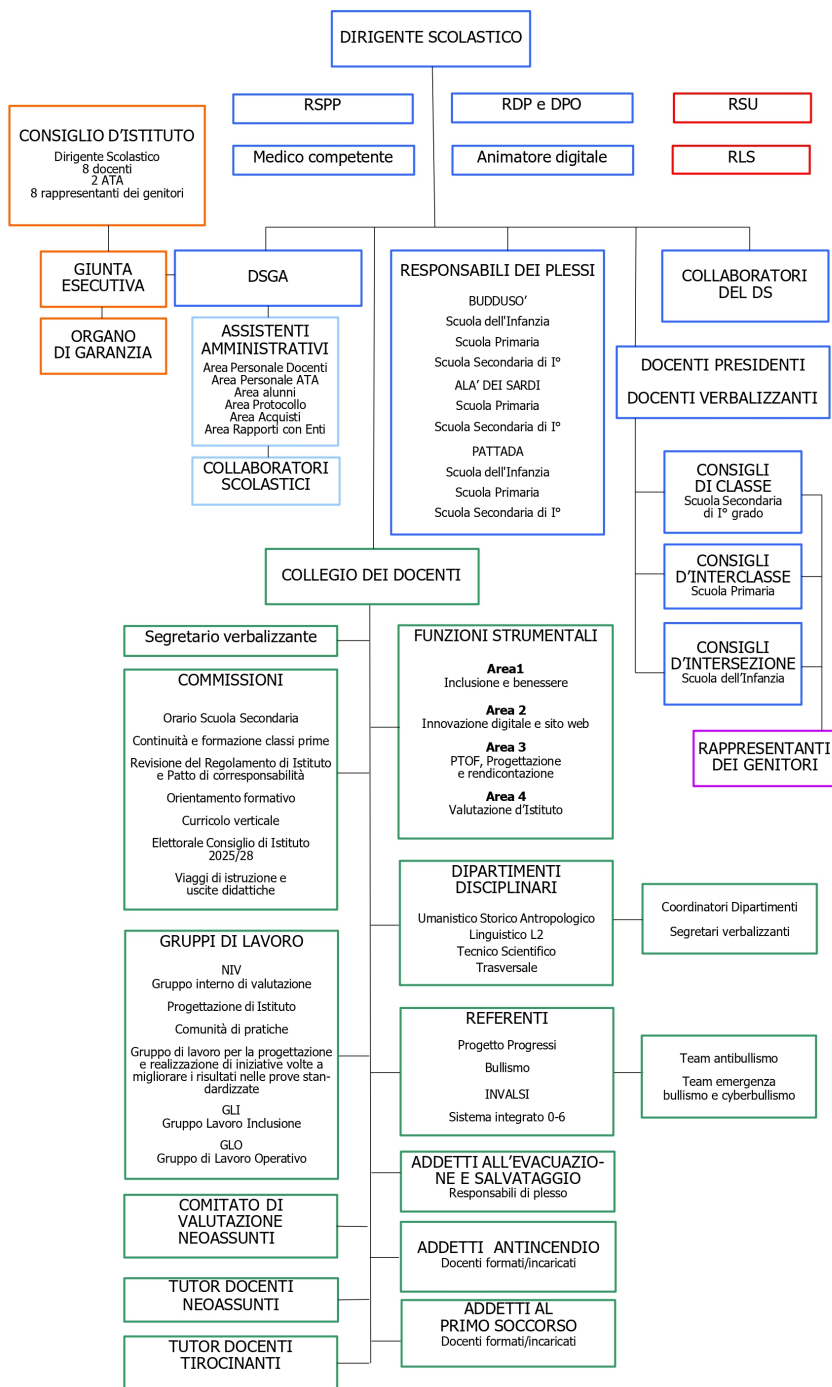 DIRIGENTE SCOLASTICO
RSPP
RDP e DPO
RSU
Medico competente
Animatore digitale
RLS
CONSIGLIO D'ISTITUTO
Dirigente Scolastico
8 docenti
2 ATA
8 rappresentanti dei genitori
GIUNTA
ESECUTIVA
ORGANO
DI GARANZIA
DSGA
ASSISTENTI
AMMINISTRATIVI
Area Personale Docenti
Area Personale ATA
Area alunni
Area Protocollo
Area Acquisti
Area Rapporti con Enti
COLLABORATORI
SCOLASTICI
RESPONSABILI DEI PLESSI
BUDDUSO’
Scuola dell'Infanzia
Scuola Primaria
Scuola Secondaria di I°
ALA’ DEI SARDI
Scuola Primaria
Scuola Secondaria di I°
PATTADA
Scuola dell'Infanzia
Scuola Primaria
Scuola Secondaria di I°
COLLABORATORI
DEL DS
DOCENTI PRESIDENTI
DOCENTI VERBALIZZANTI
CONSIGLI
DI CLASSE
Scuola Secondaria
di I° grado
CONSIGLI
D’INTERCLASSE
Scuola Primaria
CONSIGLI
D’INTERSEZIONE
Scuola dell’Infanzia
RAPPRESENTANTI
DEI GENITORI
COLLEGIO DEI DOCENTI
Segretario verbalizzante
COMMISSIONI
Orario Scuola Secondaria
Continuità e formazione classi prime
Revisione del Regolamento di Istituto
e Patto di corresponsabilità
Orientamento formativo
Curricolo verticale
Elettorale Consiglio di Istituto
2025/28
Viaggi di istruzione e
uscite didattiche
GRUPPI DI LAVORO
NIV
Gruppo interno di valutazione
Progettazione di Istituto
Comunità di pratiche
Gruppo di lavoro per la progettazione
e realizzazione di iniziative volte a
migliorare i risultati nelle prove stan-
dardizzate
GLI
Gruppo Lavoro Inclusione
GLO
Gruppo di Lavoro Operativo
COMITATO DI
VALUTAZIONE
NEOASSUNTI
TUTOR DOCENTI
NEOASSUNTI
TUTOR DOCENTI
TIROCINANTI
FUNZIONI STRUMENTALI
Area1
Inclusione e benessere
Area 2
Innovazione digitale e sito web
Area 3
PTOF, Progettazione
e rendicontazione
Area 4
Valutazione d’Istituto
DIPARTIMENTI
DISCIPLINARI
Umanistico Storico Antropologico
Linguistico L2
Tecnico Scientifico
Trasversale
Coordinatori Dipartimenti
Segretari verbalizzanti
REFERENTI
Progetto Progressi
Bullismo
INVALSI
Sistema integrato 0-6
Team antibullismo
Team emergenza
bullismo e cyberbullismo
ADDETTI ALL’EVACUAZIO-
NE E SALVATAGGIO
Responsabili di plesso
ADDETTI ANTINCENDIO
Docenti formati/incaricati
ADDETTI AL
PRIMO SOCCORSO
Docenti formati/incaricati